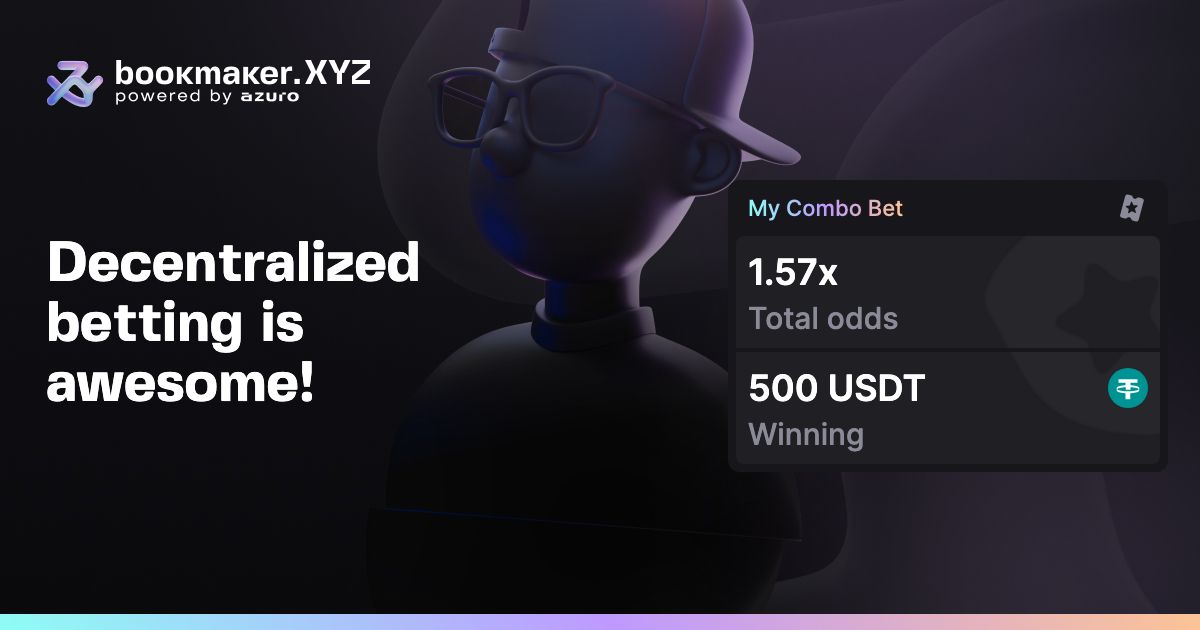 bookmaker.XYZ
powered by azuro
Decentralized
betting is
awesome!
My Combo Bet
1.57x
Total odds
500 USDT
Winning